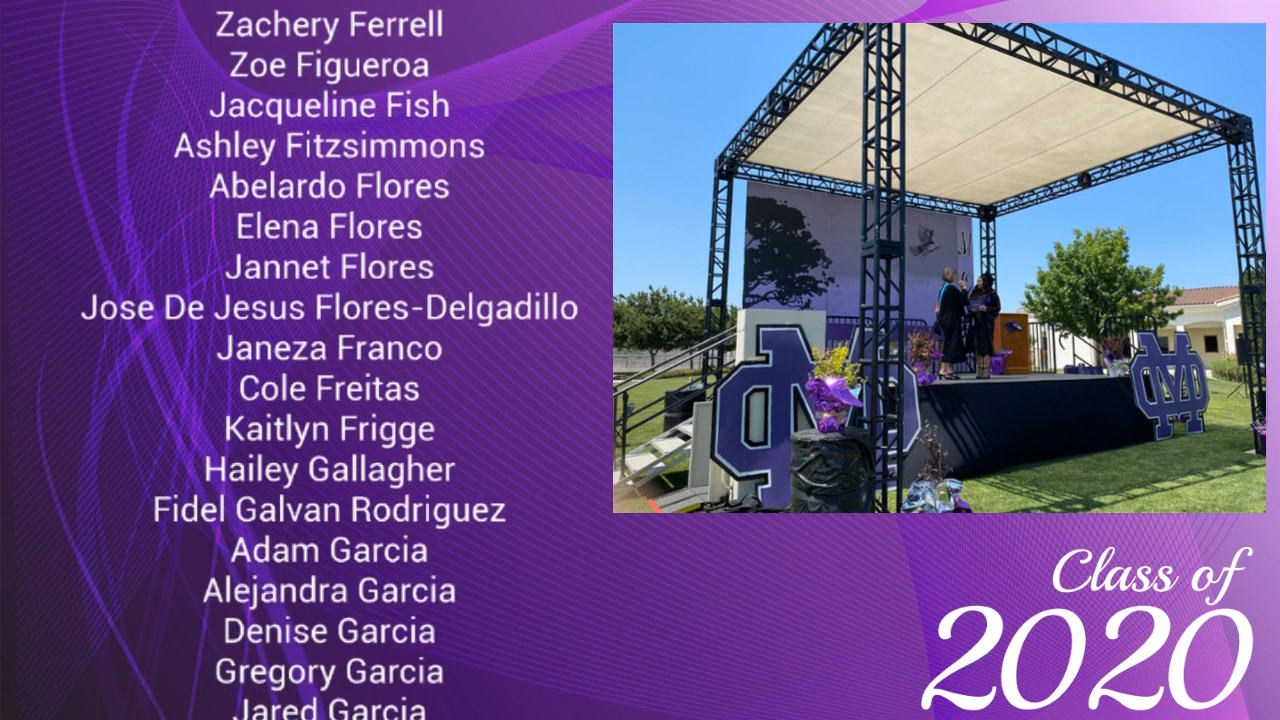 Zachery Ferrell
Zoe Figueroa
Jacqueline Fish
Ashley Fitzsimmons
Abelardo Flores
Elena Flores
Jannet Flores
Jose De Jesus Flores-Delgadillo
Janeza Franco
Cole Freitas
Kaitlyn Frigge
Hailey Gallagher
Fidel Galvan Rodriguez
Adam Garcia
Alejandra Garcia
Denise Garcia
Gregory Garcia
Jared Garcia
Class of
2020